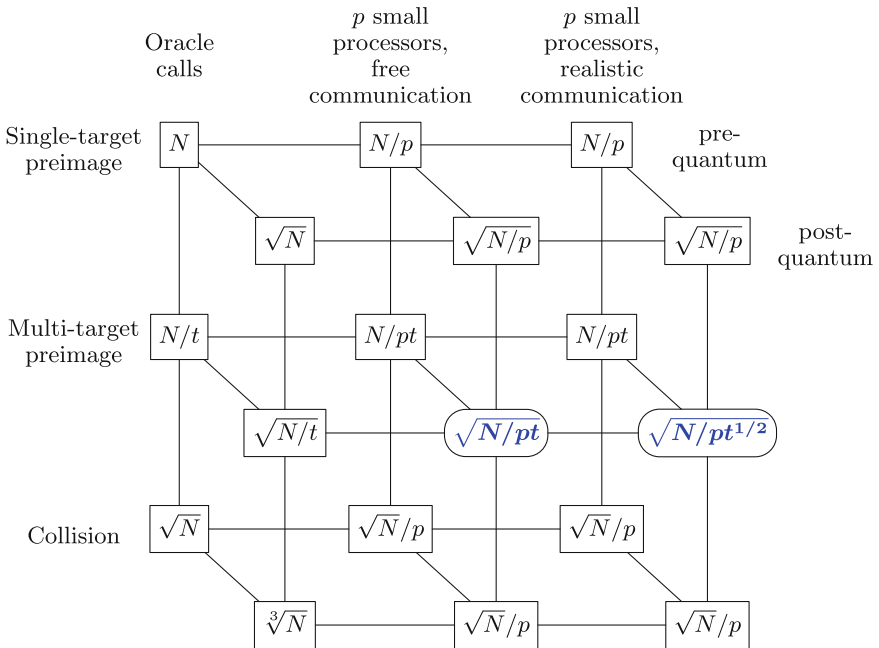 Oracle
calls
p small
processors,
free
communication
p small
processors,
realistic
communication
Single-target
preimage
N
N/p
N/p
pre-
quantum
√N
√N/p
√N/p
post-
quantum
Multi-target
preimage
N/t
N/pt
N/pt
√N/t
√N/pt
√N/pt^1/2
Collision
√N
√N/p
√N/p
∛N
√N/p
√N/p